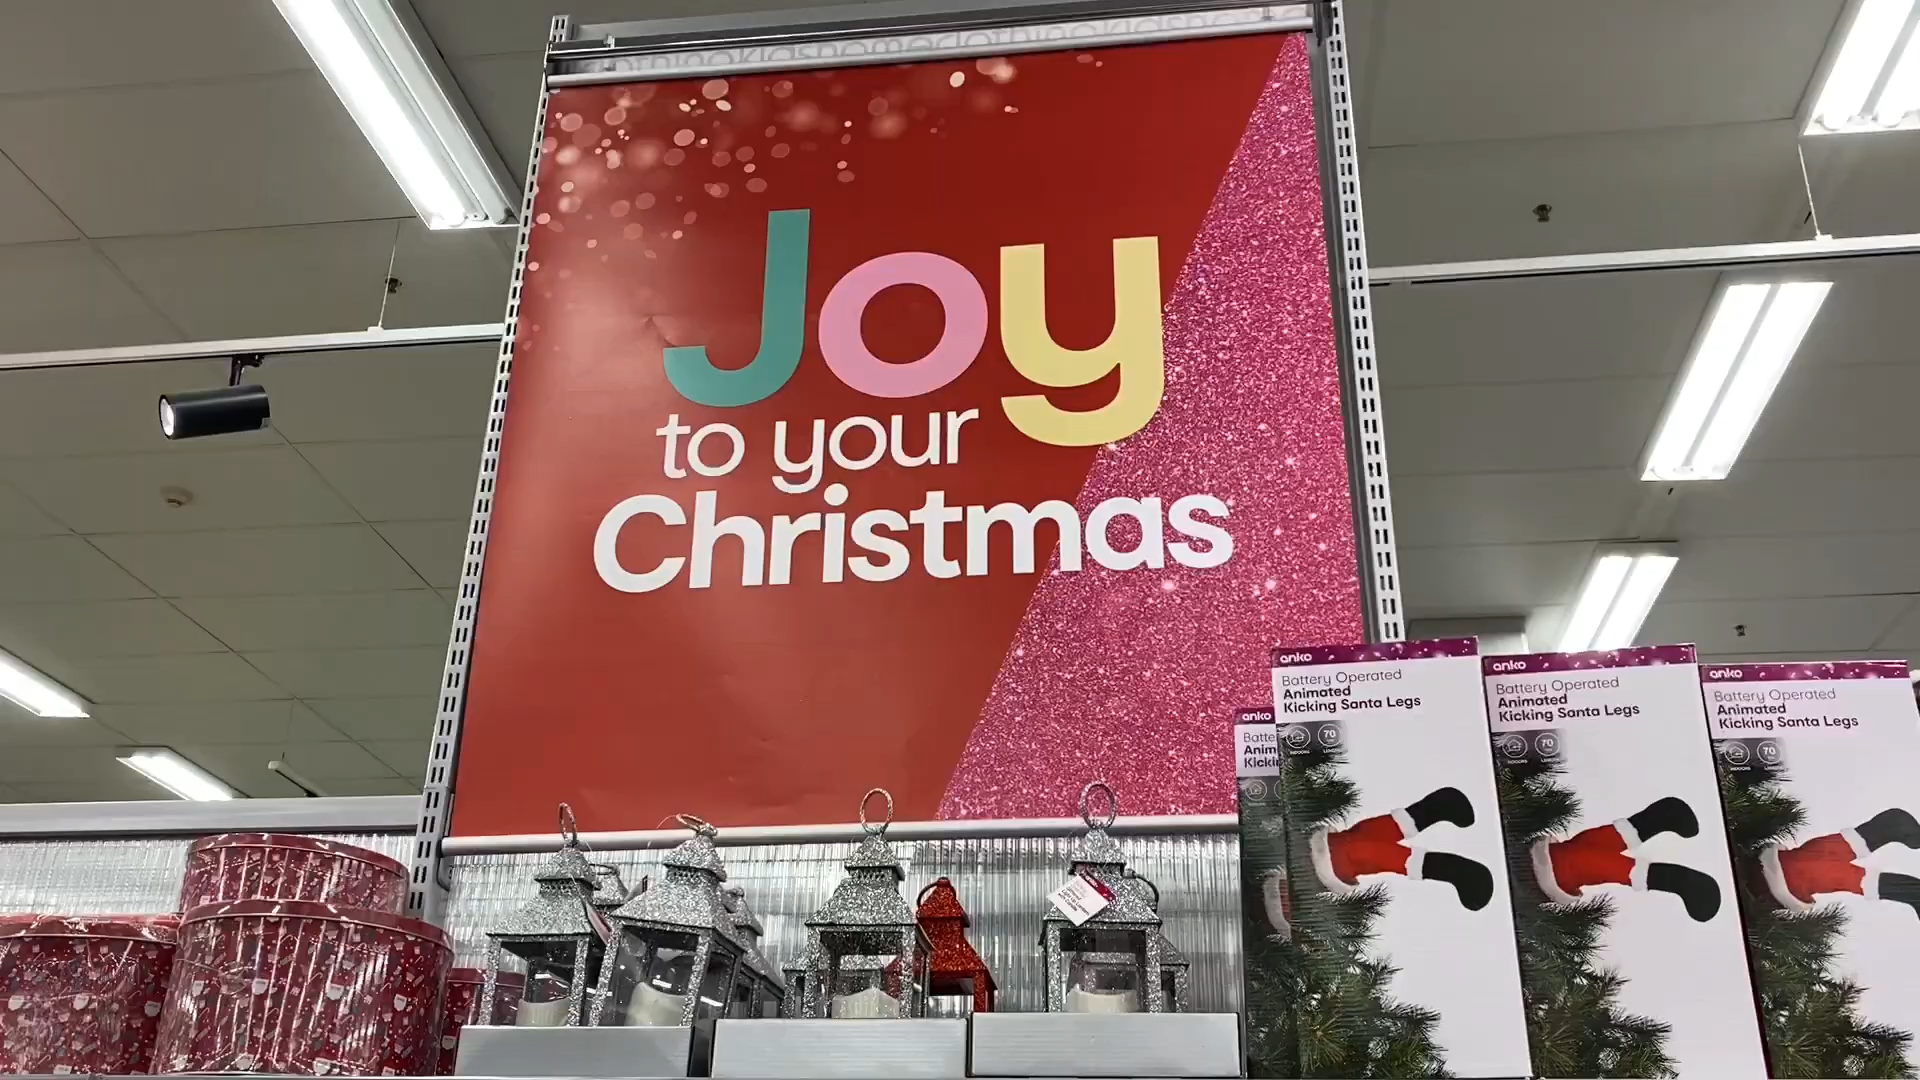 Joy
to your
Christmas
anko
Battery Operated
Animated
Kicking Santa Legs
70
anko
Battery Operated
Animated
Kicking Santa Legs
70
anko
Battery Operated
Animated
Kicking Santa Legs
70
anko